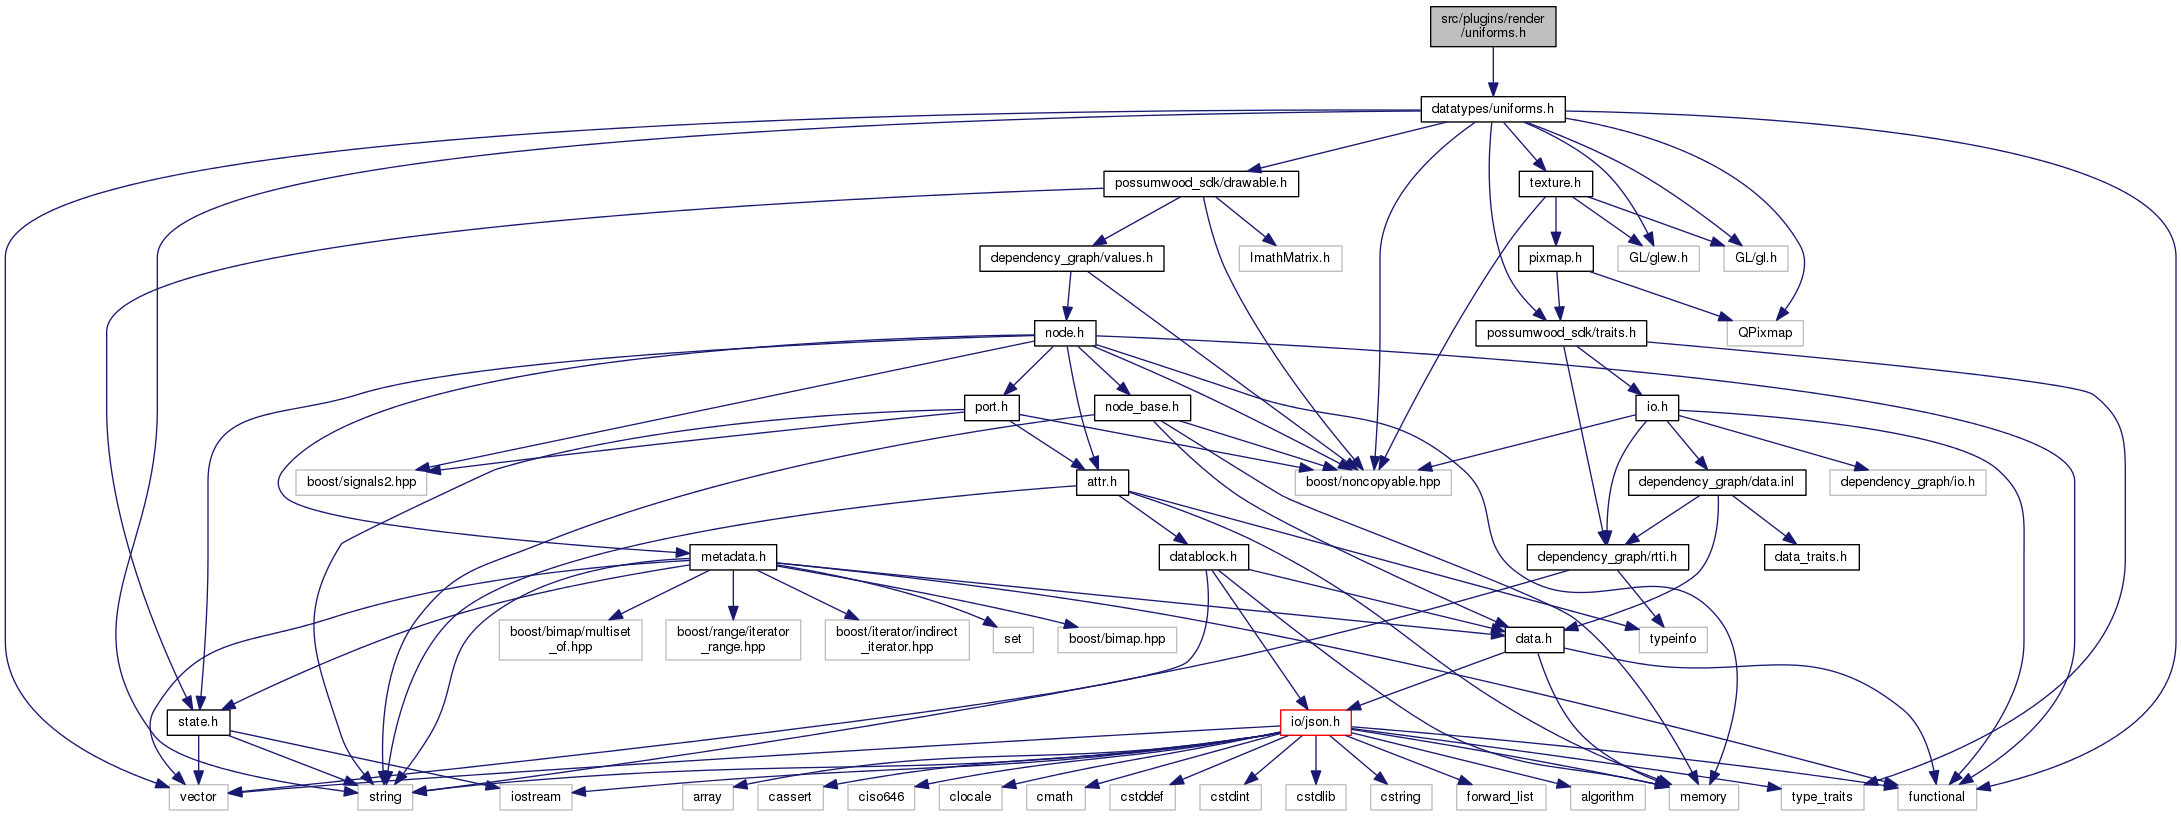 src/plugins/render
/uniforms.h
datatypes/uniforms.h
possumwood_sdk/drawable.h
texture.h
dependency_graph/values.h
ImathMatrix.h
pixmap.h
GL/glew.h
GL/gl.h
node.h
possumwood_sdk/traits.h
QPixmap
port.h
node_base.h
io.h
boost/signals2.hpp
attr.h
boost/noncopyable.hpp
dependency_graph/data.inl
dependency_graph/io.h
metadata.h
datablock.h
dependency_graph/rtti.h
data_traits.h
boost/bimap/multiset
_of.hpp
boost/range/iterator
_range.hpp
boost/iterator/indirect
_iterator.hpp
set
boost/bimap.hpp
data.h
typeinfo
state.h
io/json.h
vector
string
iostream
array
cassert
ciso646
clocale
cmath
cstddef
cstdint
cstdlib
cstring
forward_list
algorithm
memory
type_traits
functional